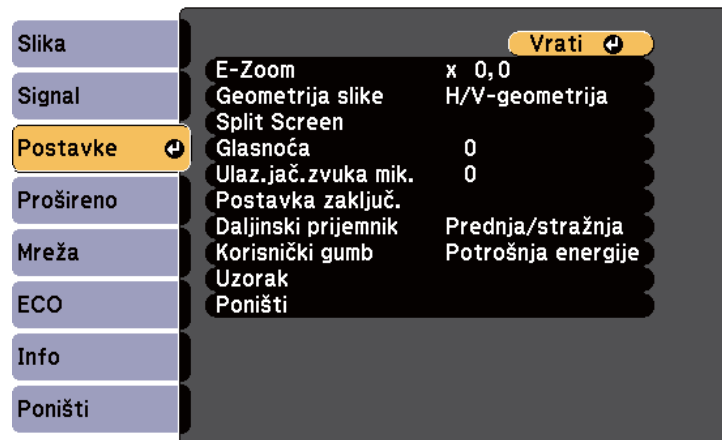 Slika
Signal
Postavke
Prošireno
Mreža
ECO
Info
Poništi
Vrati
E-Zoom x 0,0
Geometrija slike H/V-geometrija
Split Screen
Glasnoća 0
Ulaz.jač.zvuka mik. 0
Postavka zaključ.
Daljinski prijemnik Prednja/stražnja
Korisnički gumb Potrošnja energije
Uzorak
Poništi